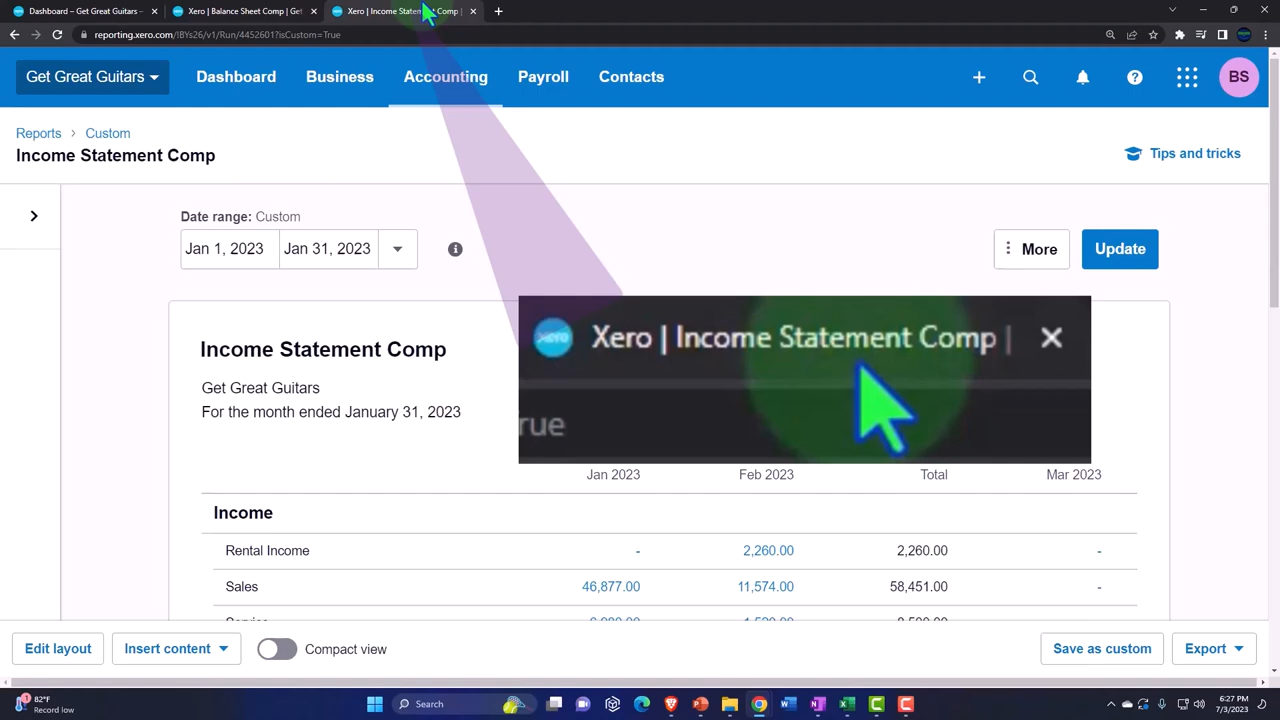 Dashboard – Get Great Guitars –
Xero | Balance Sheet Comp | Get
Xero | Income Statement Comp |
reporting.xero.com/!BYs26/v1/Run/4452601?isCustom=True
Get Great Guitars
Dashboard
Business
Accounting
Payroll
Contacts
BS
Reports > Custom
Income Statement Comp
Tips and tricks
Date range: Custom
Jan 1, 2023
Jan 31, 2023
More
Update
Xero | Income Statement Comp |
rue
Income Statement Comp
Get Great Guitars
For the month ended January 31, 2023
Jan 2023 Feb 2023 Total Mar 2023
Income
Rental Income - 2,260.00 2,260.00 -
Sales 46,877.00 11,574.00 58,451.00 -
Edit layout
Insert content
Compact view
Save as custom
Export
82°F
Record low
Search
6:27 PM
7/3/2023